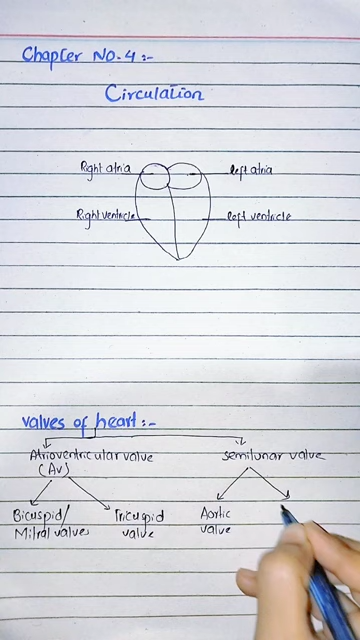 Chapter NO. 4 :-
Circulation
Right atria
left atria
Right ventricle
left ventricle
valves of heart :-
Atrioventricular valve
(AV)
semilunar valve
Bicuspid/
Mitral valves
Tricuspid
valve
Aortic
valve